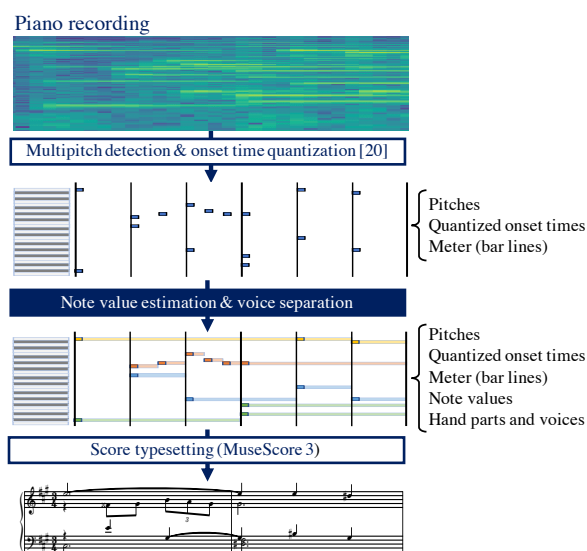 Piano recording
Multipitch detection & onset time quantization [20]
Pitches
Quantized onset times
Meter (bar lines)
Note value estimation & voice separation
Pitches
Quantized onset times
Meter (bar lines)
Note values
Hand parts and voices
Score typesetting (MuseScore 3)
3